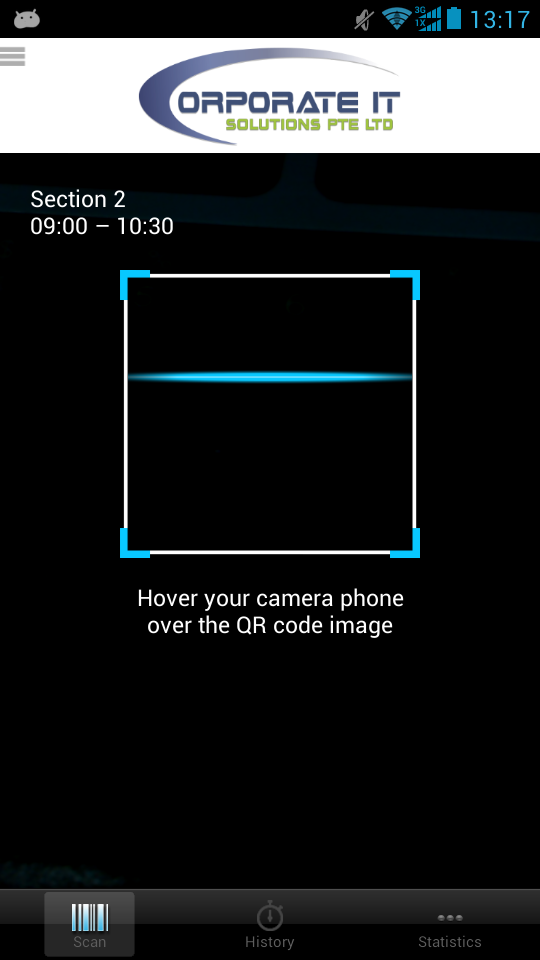 3G
1X
13:17
CORPORATE IT
SOLUTIONS PTE LTD
Section 2
09:00 – 10:30
Hover your camera phone
over the QR code image
Scan
History
Statistics